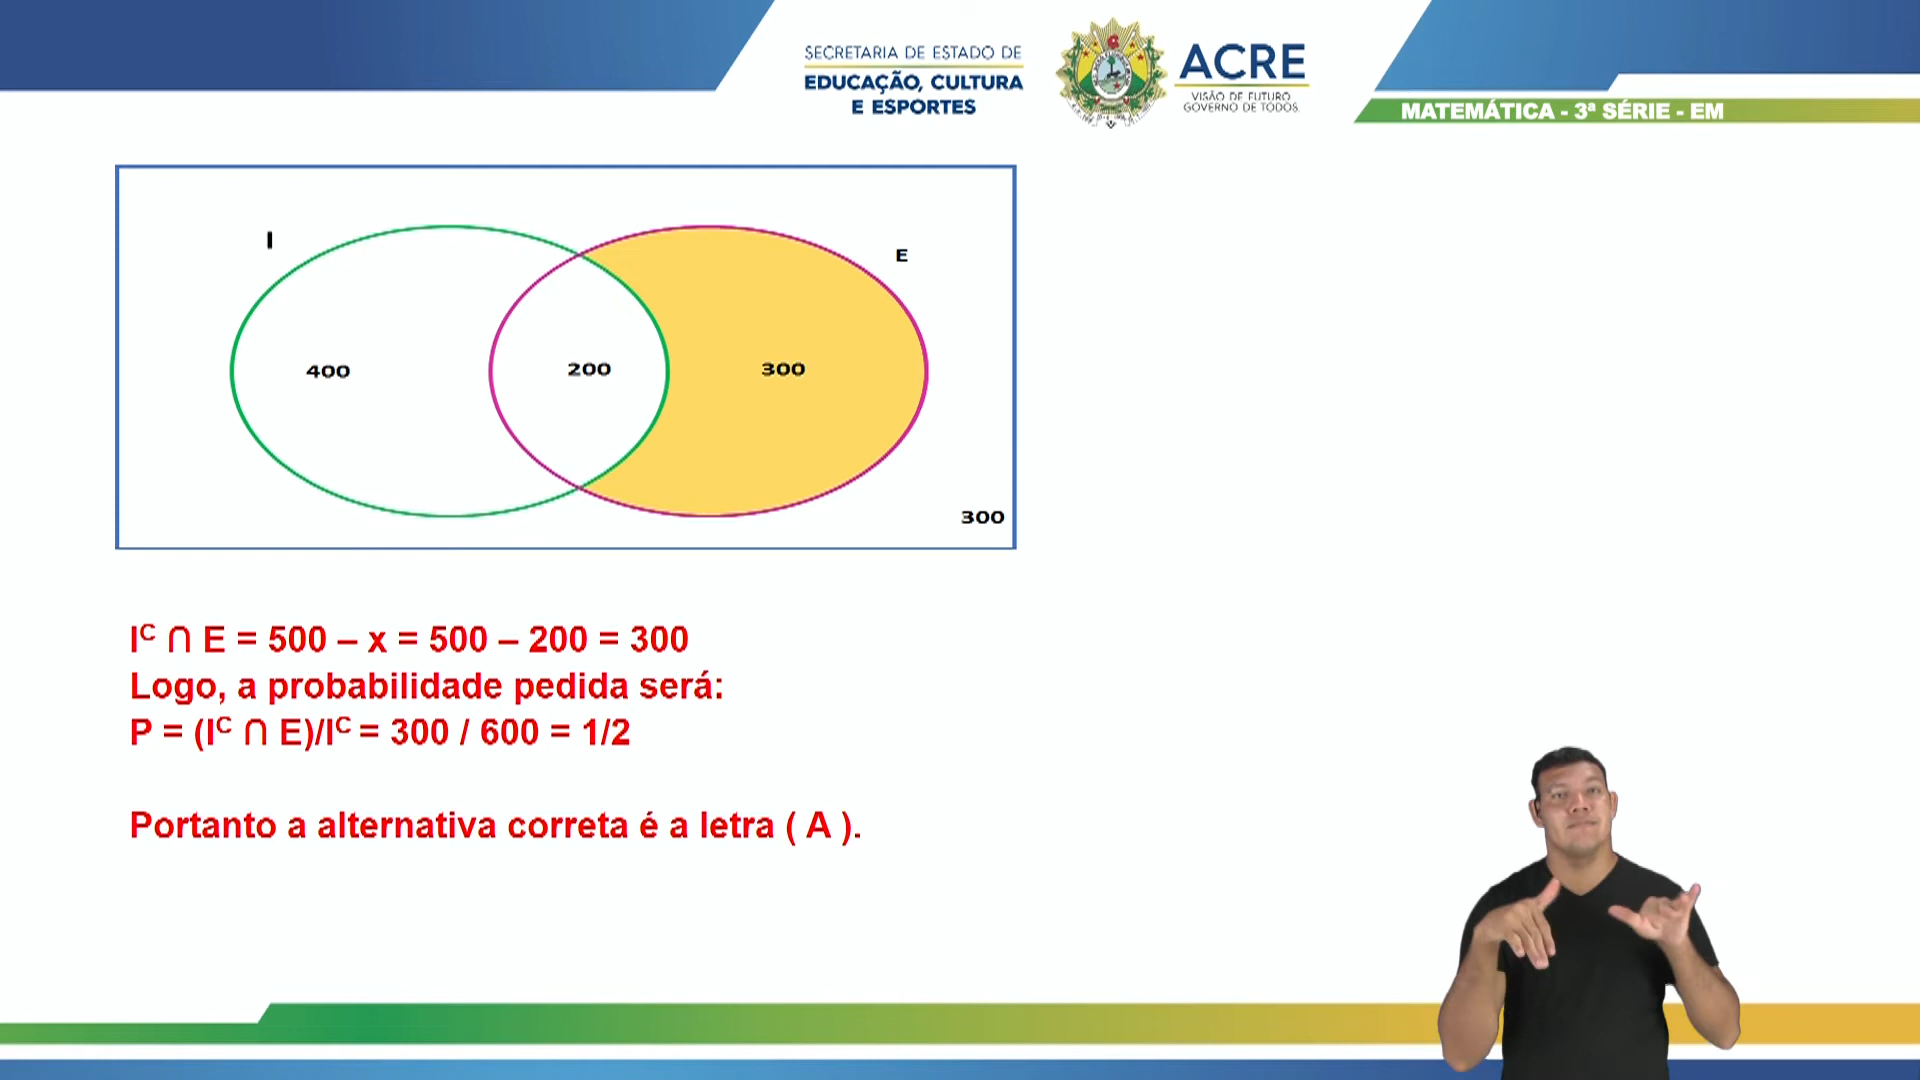 SECRETARIA DE ESTADO DE
EDUCAÇÃO, CULTURA
E ESPORTES
ACRE
VISÃO DE FUTURO
GOVERNO DE TODOS
MATEMÁTICA - 3ª SÉRIE - EM
I
E
400
200
300
300
Iᶜ ∩ E = 500 – x = 500 – 200 = 300
Logo, a probabilidade pedida será:
P = (Iᶜ ∩ E)/Iᶜ = 300 / 600 = 1/2
Portanto a alternativa correta é a letra ( A ).